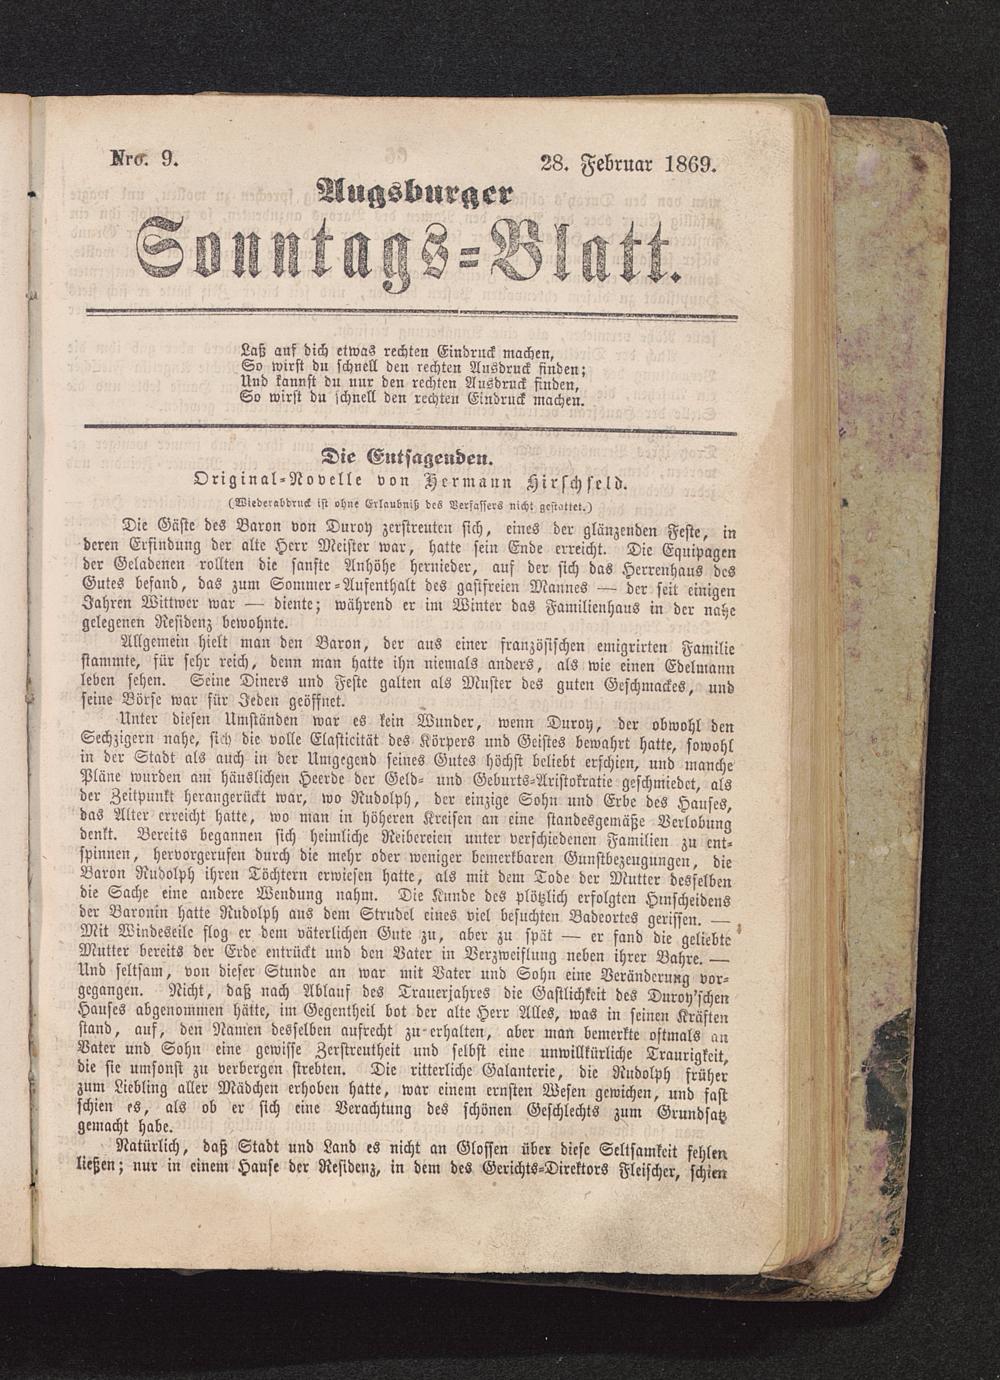 Nro. 9.
28. Februar 1869.
Augsburger
Sonntags=Blatt.
Laß auf dich etwas rechten Eindruck machen,
So wirst du schnell den rechten Ausdruck finden;
Und kannst du nur den rechten Ausdruck finden,
So wirst du schnell den rechten Eindruck machen.
Die Entsagenden.
Original=Novelle von Hermann Hirschfeld.
(Wiederabdruck ist ohne Erlaubniß des Verfassers nicht gestattet.)
Die Gäste des Baron von Duroy zerstreuten sich, eines der glänzenden Feste, in
deren Erfindung der alte Herr Meister war, hatte sein Ende erreicht. Die Equipagen
der Geladenen rollten die sanfte Anhöhe hernieder, auf der sich das Herrenhaus des
Gutes befand, das zum Sommer=Aufenthalt des gastfreien Mannes — der seit einigen
Jahren Wittwer war — diente; während er im Winter das Familienhaus in der nahe
gelegenen Residenz bewohnte.
Allgemein hielt man den Baron, der aus einer französischen emigrirten Familie
stammte, für sehr reich, denn man hatte ihn niemals anders, als wie einen Edelmann
leben sehen. Seine Diners und Feste galten als Muster des guten Geschmackes, und
seine Börse war für Jeden geöffnet.
Unter diesen Umständen war es kein Wunder, wenn Duroy, der obwohl den
Sechzigern nahe, sich die volle Elasticität des Körpers und Geistes bewahrt hatte, sowohl
in der Stadt als auch in der Umgegend seines Gutes höchst beliebt erschien, und manche
Pläne wurden am häuslichen Heerde der Geld= und Geburts=Aristokratie geschmiedet, als
der Zeitpunkt herangerückt war, wo Rudolph, der einzige Sohn und Erbe des Hauses,
das Alter erreicht hatte, wo man in höheren Kreisen an eine standesgemäße Verlobung
denkt. Bereits begannen sich heimliche Reibereien unter verschiedenen Familien zu ent=
spinnen, hervorgerufen durch die mehr oder weniger bemerkbaren Gunstbezeugungen, die
Baron Rudolph ihren Töchtern erwiesen hatte, als mit dem Tode der Mutter desselben
die Sache eine andere Wendung nahm. Die Kunde des plötzlich erfolgten Hinscheidens
der Baronin hatte Rudolph aus dem Strudel eines viel besuchten Badeortes gerissen. —
Mit Windeseile flog er dem väterlichen Gute zu, aber zu spät — er fand die geliebte
Mutter bereits der Erde entrückt und den Vater in Verzweiflung neben ihrer Bahre. —
Und seltsam, von dieser Stunde an war mit Vater und Sohn eine Veränderung vor=
gegangen. Nicht, daß nach Ablauf des Trauerjahres die Gastlichkeit des Duroy'schen
Hauses abgenommen hätte, im Gegentheil bot der alte Herr Alles, was in seinen Kräften
stand, auf, den Namen desselben aufrecht zu erhalten, aber man bemerkte oftmals an
Vater und Sohn eine gewisse Zerstreutheit und selbst eine unwillkürliche Traurigkeit,
die sie umsonst zu verbergen strebten. Die ritterliche Galanterie, die Rudolph früher
zum Liebling aller Mädchen erhoben hatte, war einem ernsten Wesen gewichen, und fast
schien es, als ob er sich eine Verachtung des schönen Geschlechts zum Grundsatz
gemacht habe.
Natürlich, daß Stadt und Land es nicht an Glossen über diese Seltsamkeit fehlen
ließen; nur in einem Hause der Residenz, in dem des Gerichts=Direktors Fleischer, schien